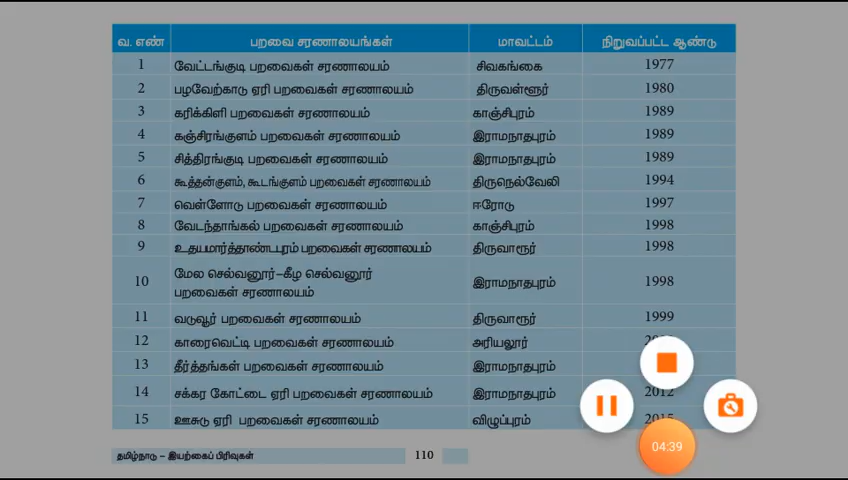 வ. எண் பறவை சரணாலயங்கள் மாவட்டம் நிறுவப்பட்ட ஆண்டு
1 வேட்டங்குடி பறவைகள் சரணாலயம் சிவகங்கை 1977
2 பழவேற்காடு ஏரி பறவைகள் சரணாலயம் திருவள்ளூர் 1980
3 கரிக்கிளி பறவைகள் சரணாலயம் காஞ்சிபுரம் 1989
4 கஞ்சிரங்குளம் பறவைகள் சரணாலயம் இராமநாதபுரம் 1989
5 சித்திரங்குடி பறவைகள் சரணாலயம் இராமநாதபுரம் 1989
6 கூத்தன்குளம், கூடங்குளம் பறவைகள் சரணாலயம் திருநெல்வேலி 1994
7 வெள்ளோடு பறவைகள் சரணாலயம் ஈரோடு 1997
8 வேடந்தாங்கல் பறவைகள் சரணாலயம் காஞ்சிபுரம் 1998
9 உதயமார்த்தாண்டபுரம் பறவைகள் சரணாலயம் திருவாரூர் 1998
10 மேல செல்வனூர்–கீழ செல்வனூர்
பறவைகள் சரணாலயம் இராமநாதபுரம் 1998
11 வடுவூர் பறவைகள் சரணாலயம் திருவாரூர் 1999
12 காரைவெட்டி பறவைகள் சரணாலயம் அரியலூர்
13 தீர்த்தங்கள் பறவைகள் சரணாலயம் இராமநாதபுரம்
14 சக்கர கோட்டை ஏரி பறவைகள் சரணாலயம் இராமநாதபுரம் 2012
15 ஊசுடு ஏரி பறவைகள் சரணாலயம் விழுப்புரம் 2015
04:39
தமிழ்நாடு – இயற்கைப் பிரிவுகள் 110